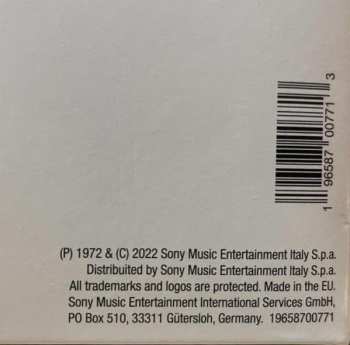 1 96587 00771 3
(P) 1972 & (C) 2022 Sony Music Entertainment Italy S.p.a.
Distribuited by Sony Music Entertainment Italy S.p.a.
All trademarks and logos are protected. Made in the EU.
Sony Music Entertainment International Services GmbH,
PO Box 510, 33311 Gütersloh, Germany. 19658700771